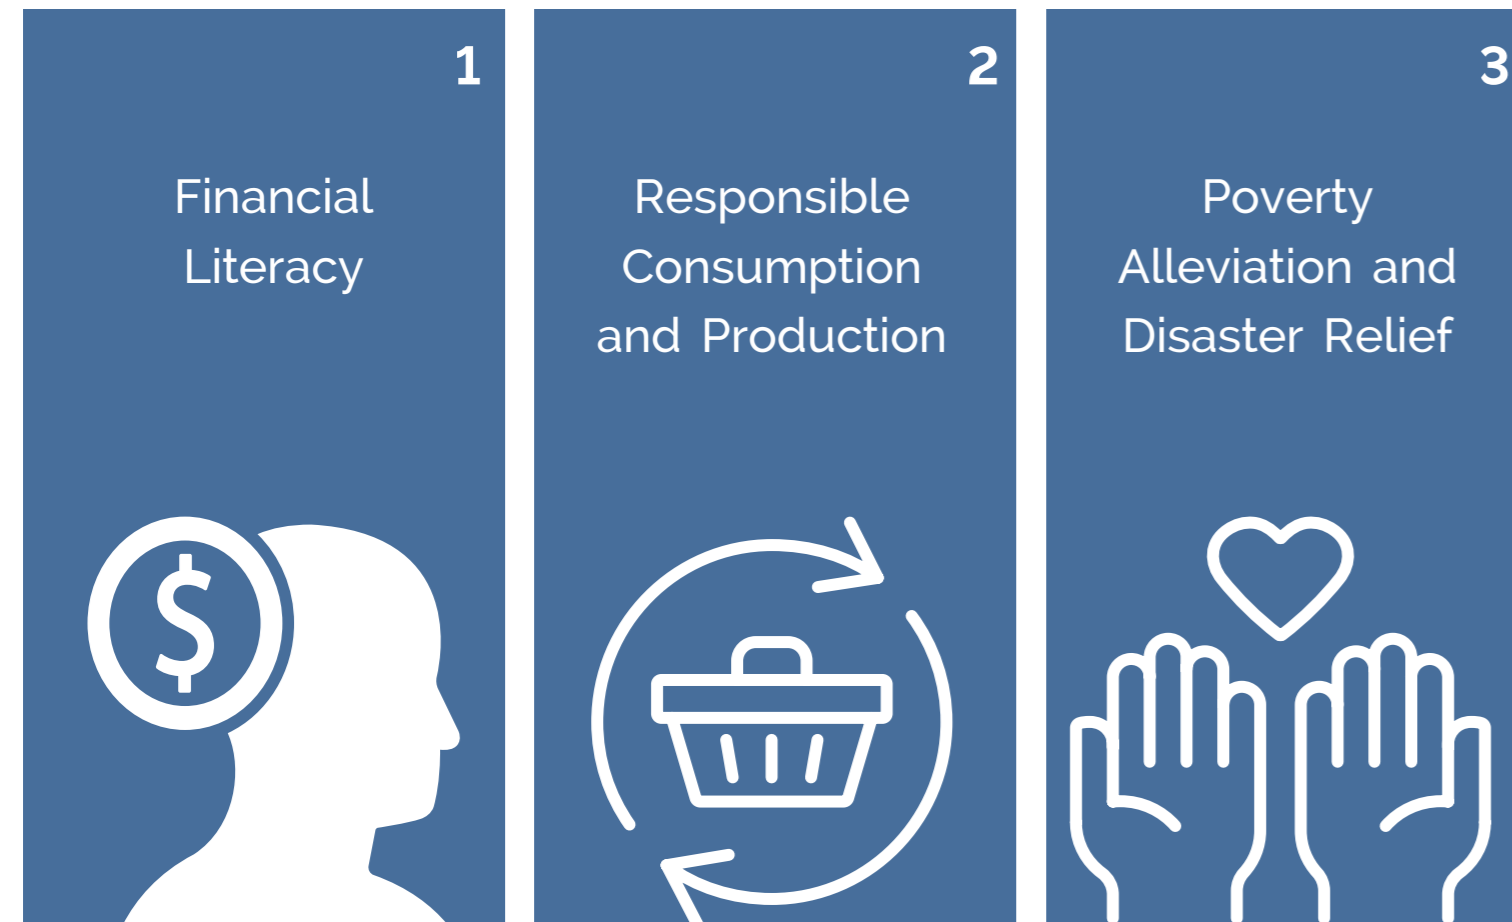 1
Financial
Literacy
$
2
Responsible
Consumption
and Production
3
Poverty
Alleviation and
Disaster Relief